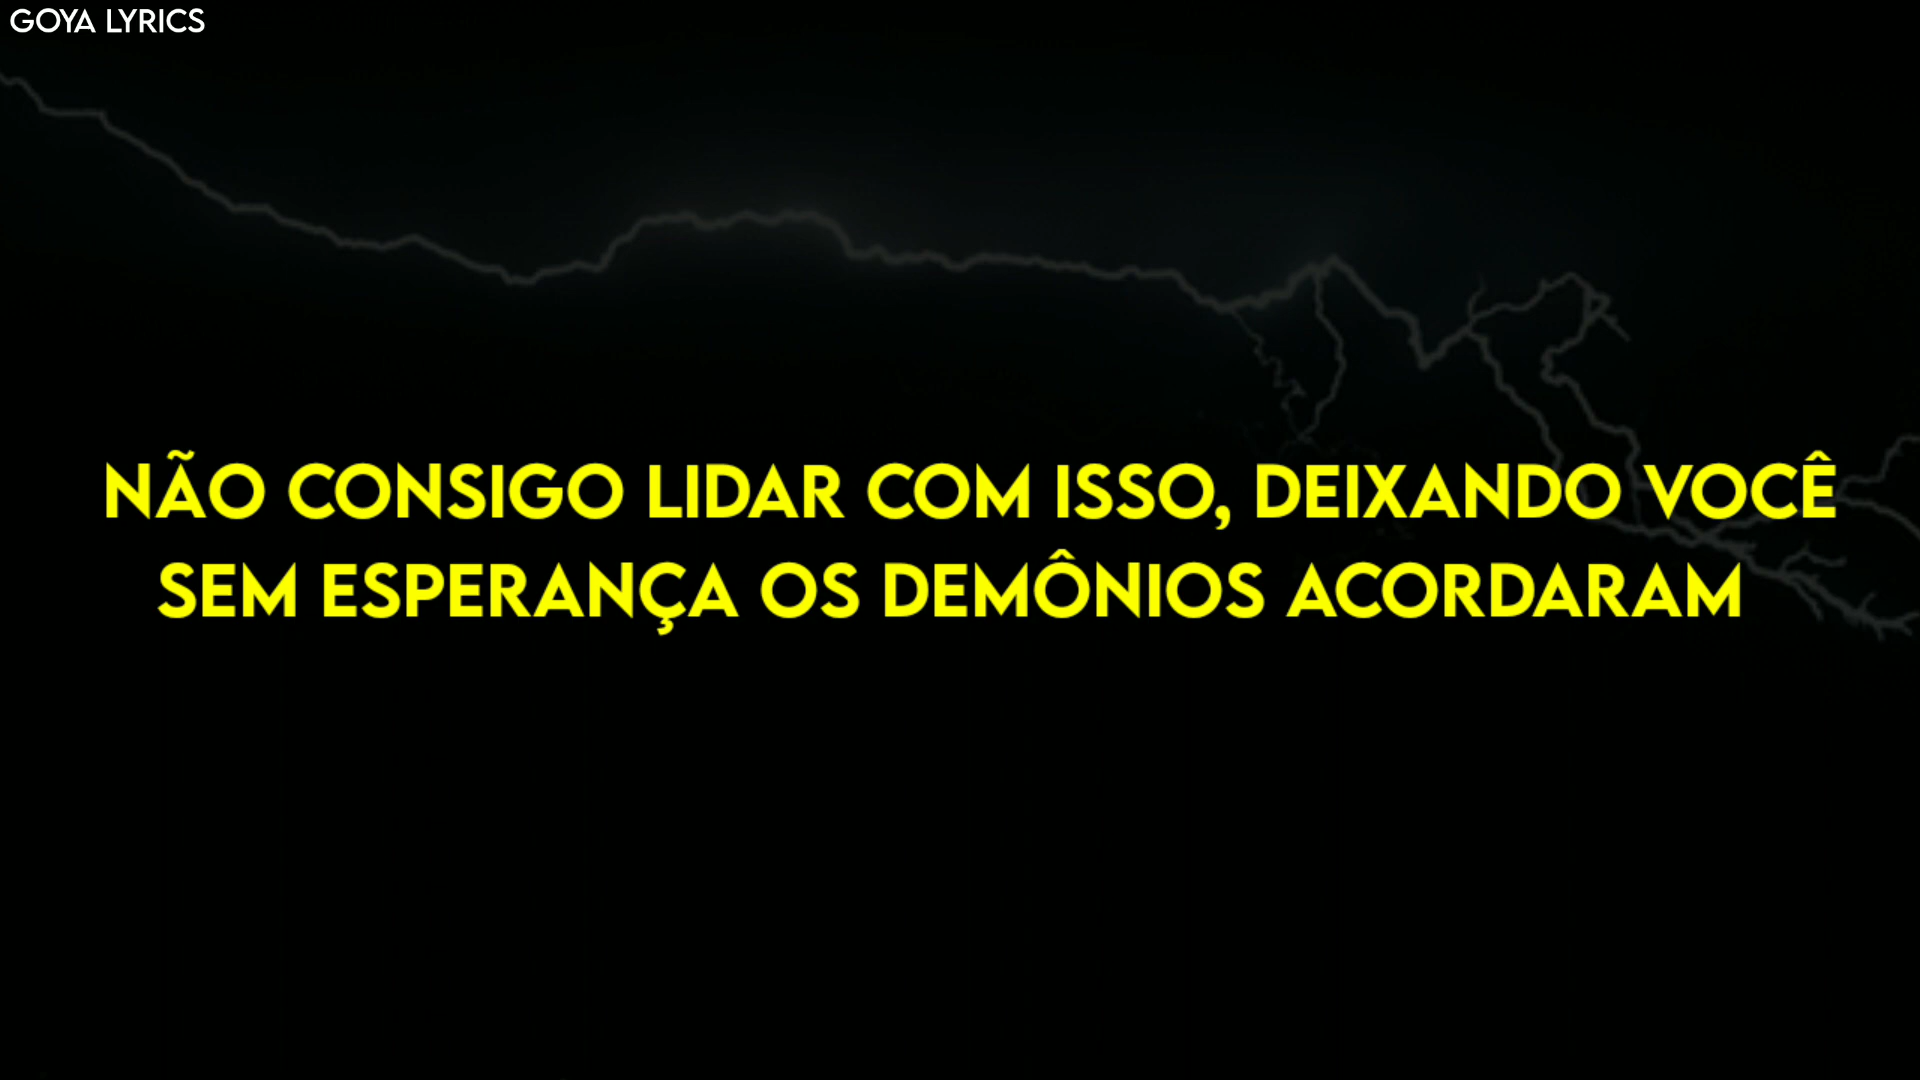 GOYA LYRICS
NÃO CONSIGO LIDAR COM ISSO, DEIXANDO VOCÊ
SEM ESPERANÇA OS DEMÔNIOS ACORDARAM